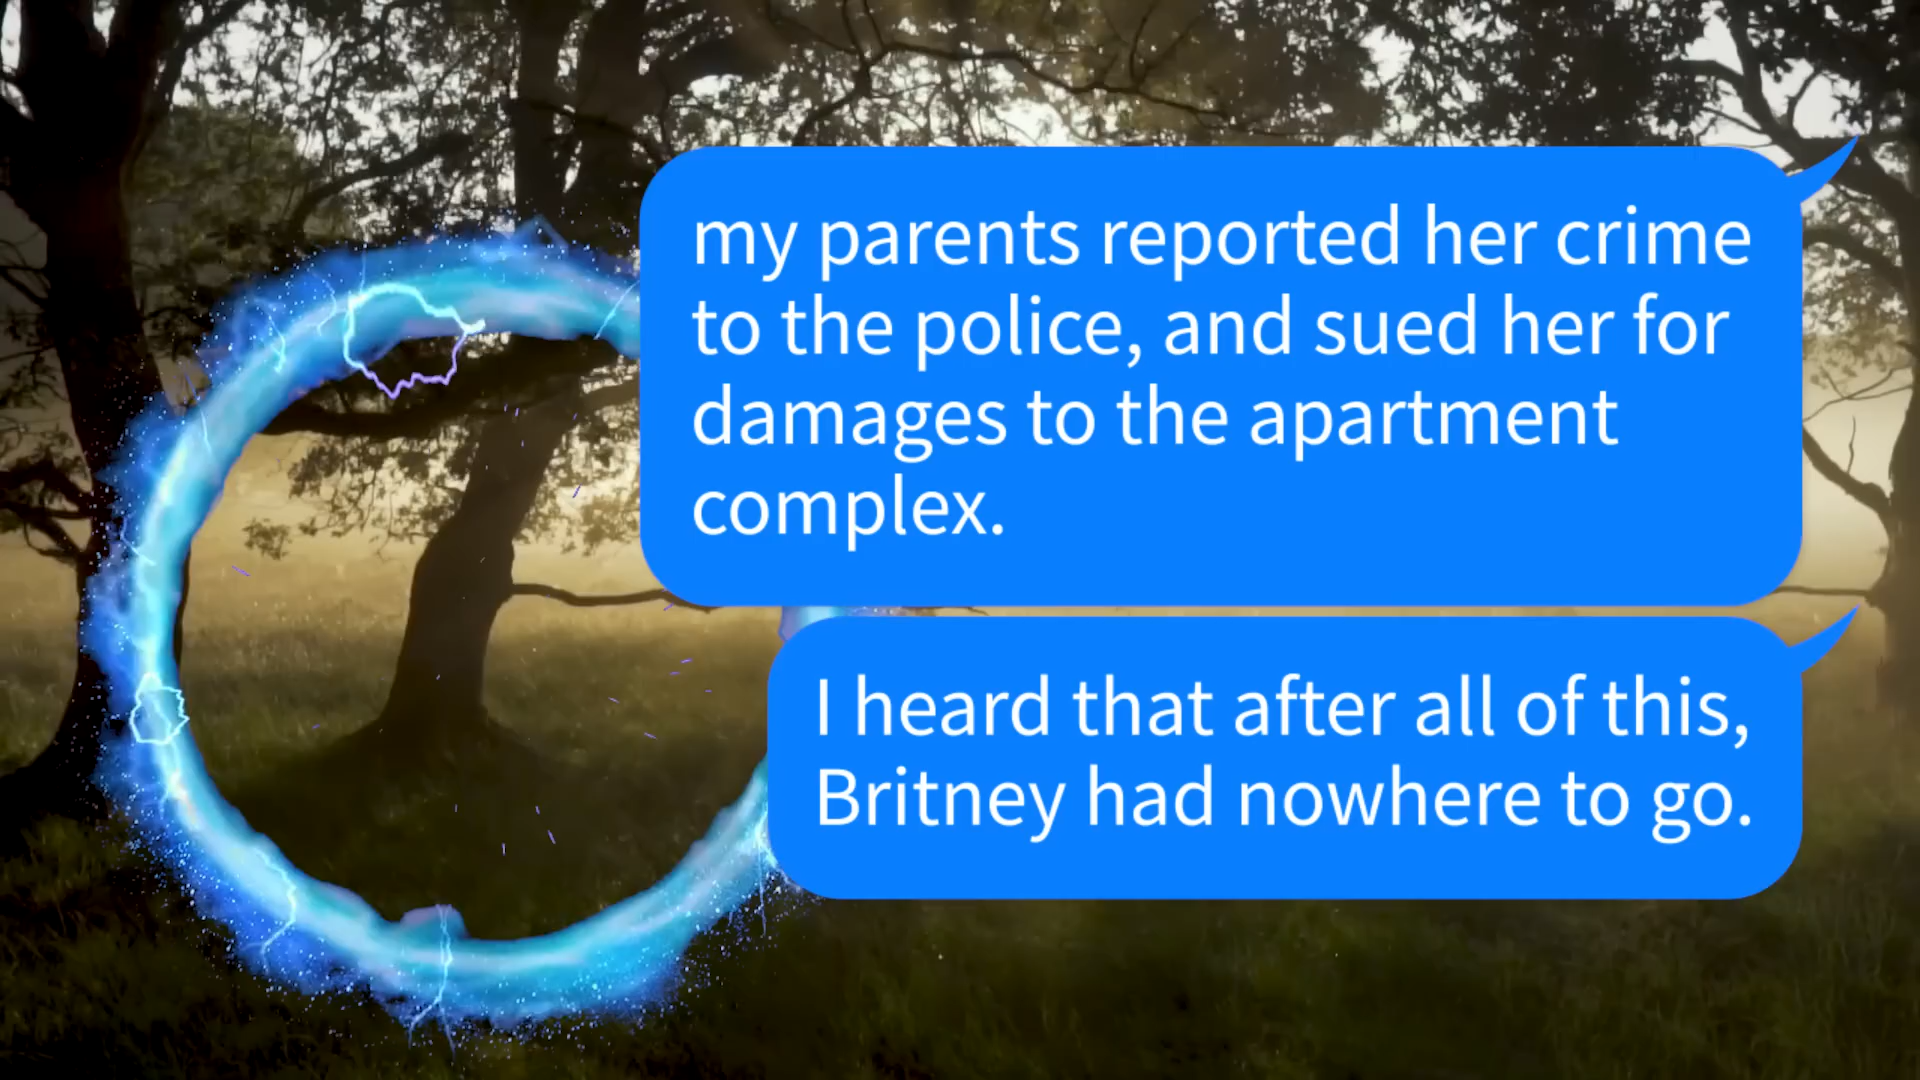 my parents reported her crime
to the police, and sued her for
damages to the apartment
complex.
I heard that after all of this,
Britney had nowhere to go.